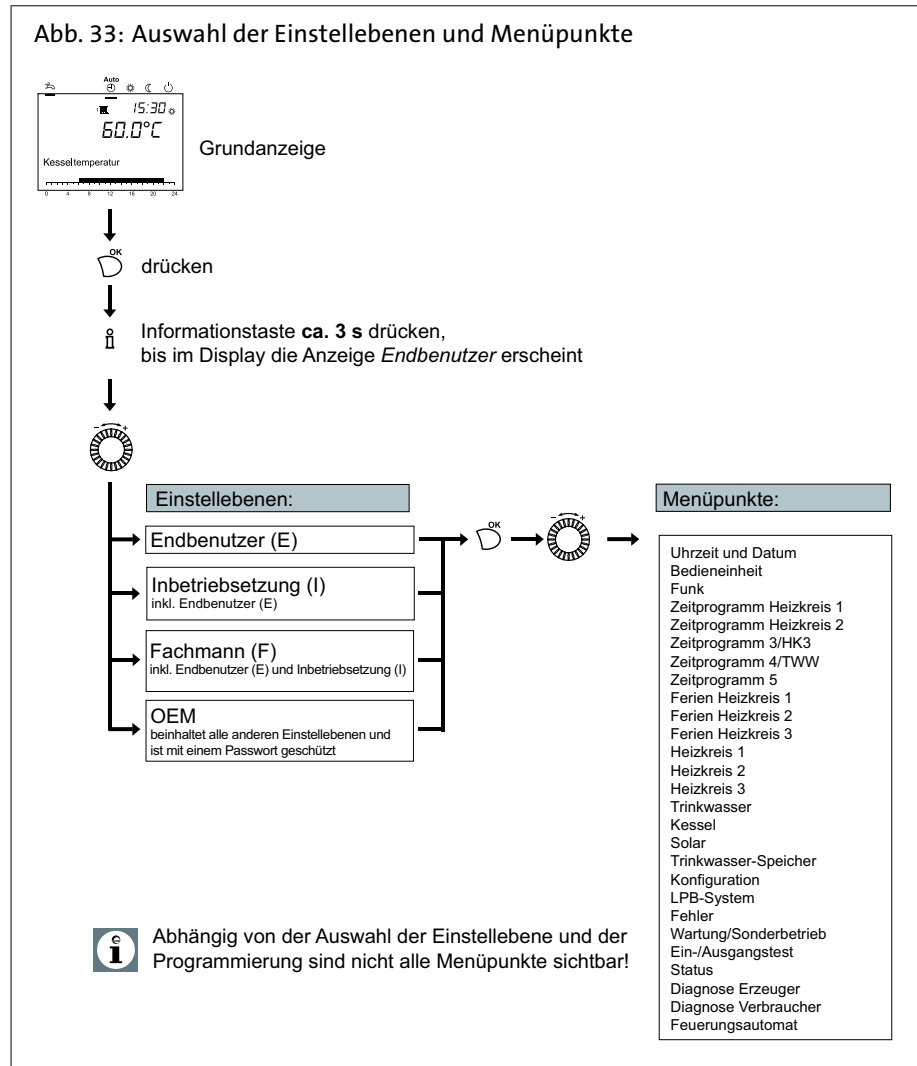 Abb. 33: Auswahl der Einstellebenen und Menüpunkte
Auto
15:30
60.0°C
Kesseltemperatur
0 4 8 12 16 20 24
Grundanzeige
OK
drücken
Informationstaste ca. 3 s drücken,
bis im Display die Anzeige Endbenutzer erscheint
- +
Einstellebenen:
Endbenutzer (E)
Inbetriebsetzung (I)
inkl. Endbenutzer (E)
Fachmann (F)
inkl. Endbenutzer (E) und Inbetriebsetzung (I)
OEM
beinhaltet alle anderen Einstellebenen und
ist mit einem Passwort geschützt
OK
- +
Menüpunkte:
Uhrzeit und Datum
Bedieneinheit
Funk
Zeitprogramm Heizkreis 1
Zeitprogramm Heizkreis 2
Zeitprogramm 3/HK3
Zeitprogramm 4/TWW
Zeitprogramm 5
Ferien Heizkreis 1
Ferien Heizkreis 2
Ferien Heizkreis 3
Heizkreis 1
Heizkreis 2
Heizkreis 3
Trinkwasser
Kessel
Solar
Trinkwasser-Speicher
Konfiguration
LPB-System
Fehler
Wartung/Sonderbetrieb
Ein-/Ausgangstest
Status
Diagnose Erzeuger
Diagnose Verbraucher
Feuerungsautomat
Abhängig von der Auswahl der Einstellebene und der
Programmierung sind nicht alle Menüpunkte sichtbar!